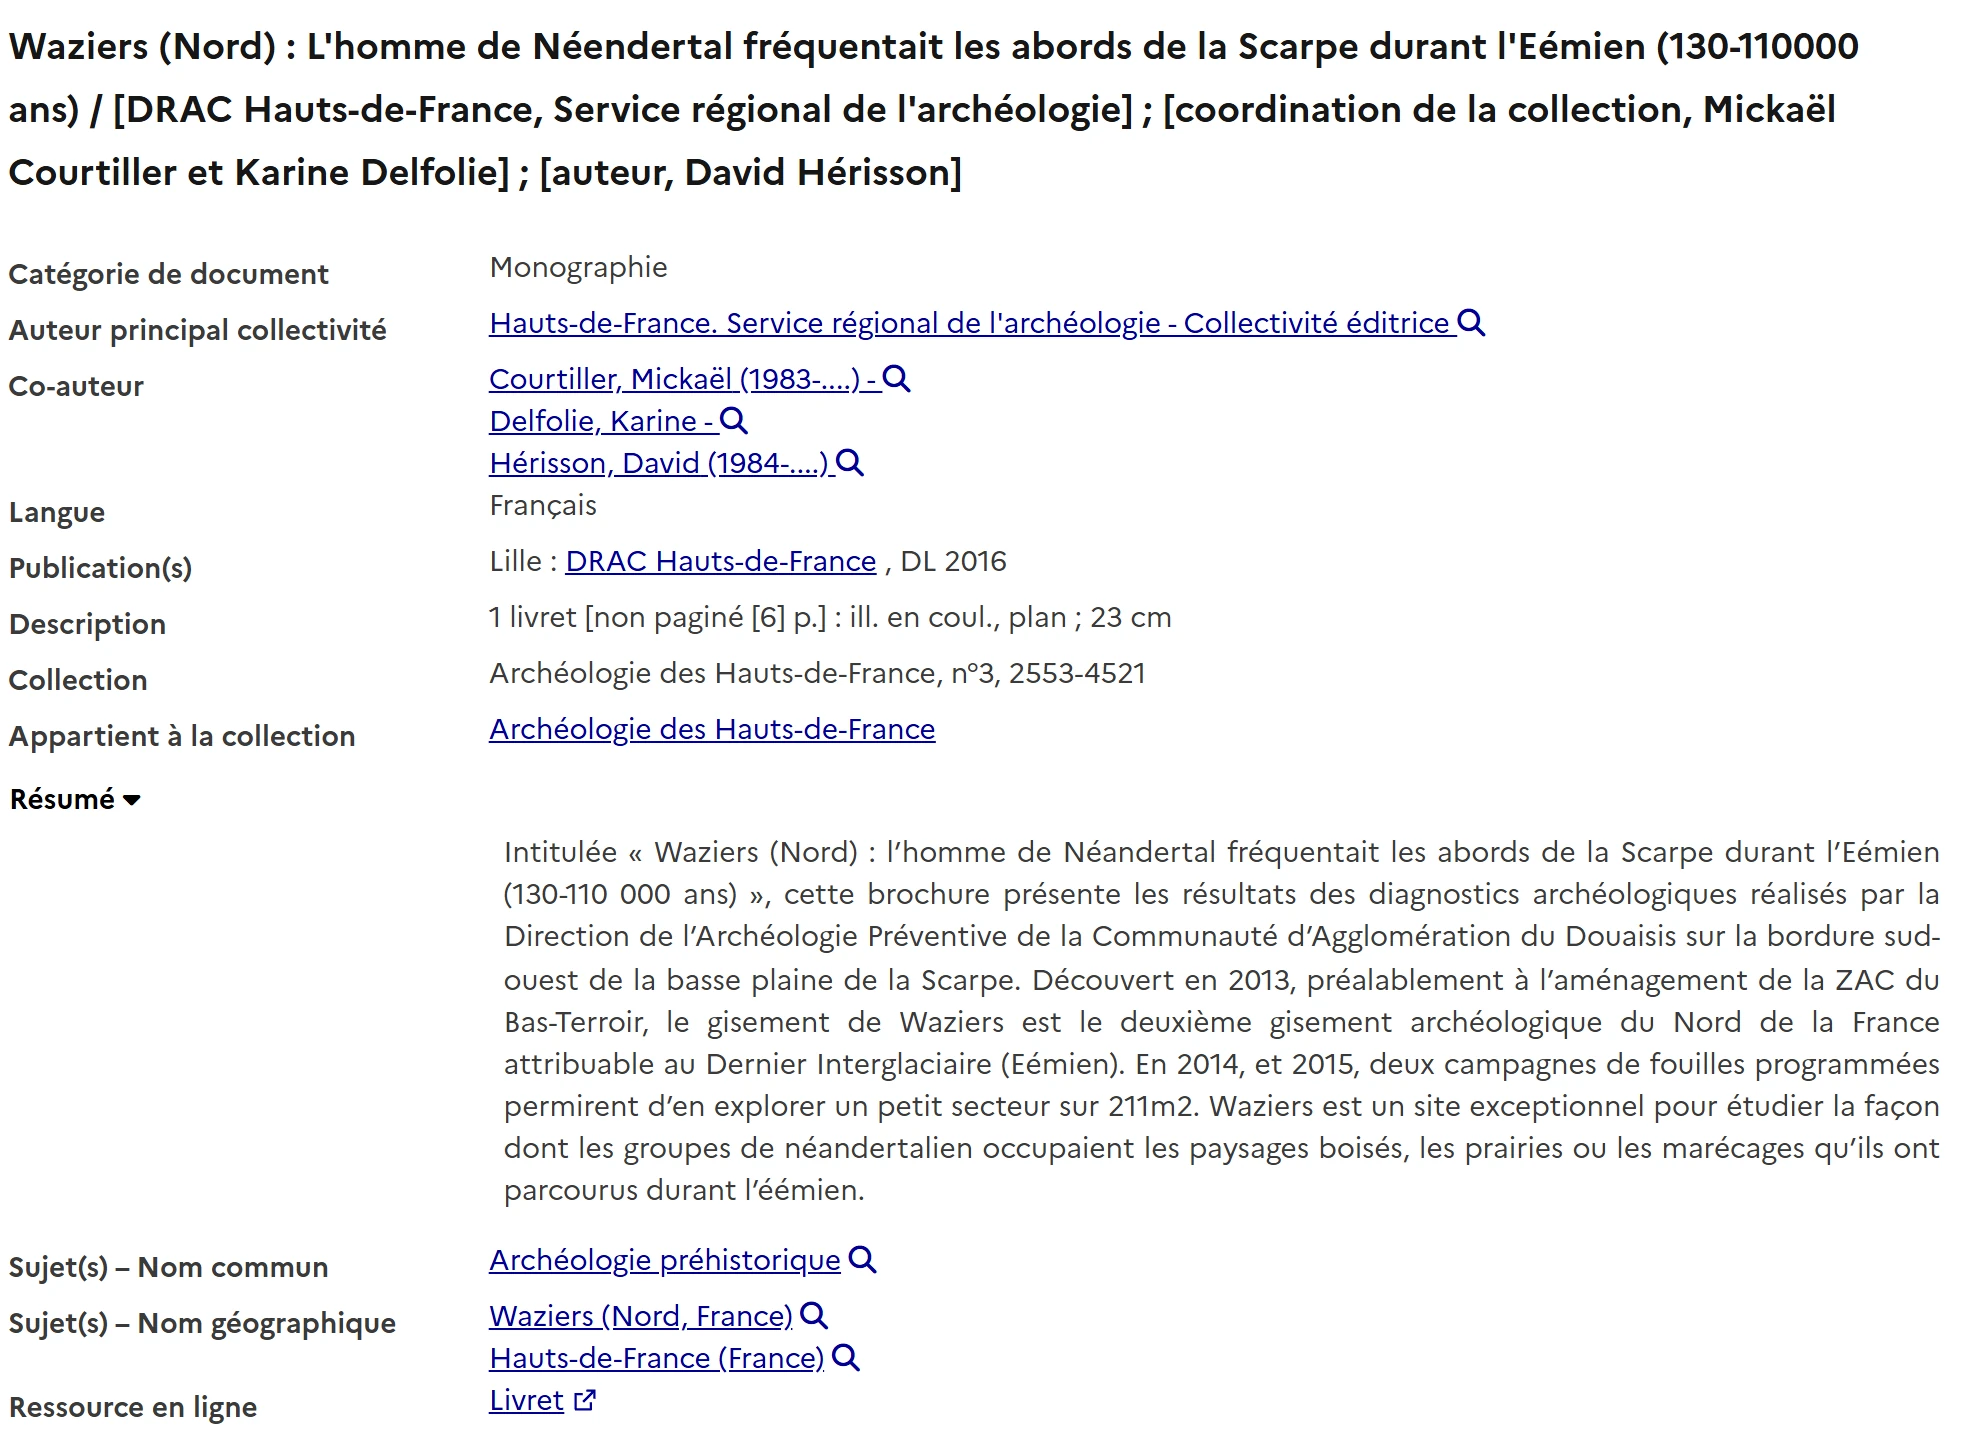 Waziers (Nord) : L'homme de Néendertal fréquentait les abords de la Scarpe durant l'Eémien (130-110000
ans) / [DRAC Hauts-de-France, Service régional de l'archéologie] ; [coordination de la collection, Mickaël
Courtiller et Karine Delfolie] ; [auteur, David Hérisson]
Catégorie de document Monographie
Auteur principal collectivité Hauts-de-France. Service régional de l'archéologie - Collectivité éditrice
Co-auteur Courtiller, Mickaël (1983-....) -
Delfolie, Karine -
Hérisson, David (1984-....)
Langue Français
Publication(s) Lille : DRAC Hauts-de-France , DL 2016
Description 1 livret [non paginé [6] p.] : ill. en coul., plan ; 23 cm
Collection Archéologie des Hauts-de-France, n°3, 2553-4521
Appartient à la collection Archéologie des Hauts-de-France
Résumé
Intitulée « Waziers (Nord) : l’homme de Néandertal fréquentait les abords de la Scarpe durant l’Eémien
(130-110 000 ans) », cette brochure présente les résultats des diagnostics archéologiques réalisés par la
Direction de l’Archéologie Préventive de la Communauté d’Agglomération du Douaisis sur la bordure sud-
ouest de la basse plaine de la Scarpe. Découvert en 2013, préalablement à l’aménagement de la ZAC du
Bas-Terroir, le gisement de Waziers est le deuxième gisement archéologique du Nord de la France
attribuable au Dernier Interglaciaire (Eémien). En 2014, et 2015, deux campagnes de fouilles programmées
permirent d’en explorer un petit secteur sur 211m2. Waziers est un site exceptionnel pour étudier la façon
dont les groupes de néandertalien occupaient les paysages boisés, les prairies ou les marécages qu’ils ont
parcourus durant l’éémien.
Sujet(s) – Nom commun Archéologie préhistorique
Sujet(s) – Nom géographique Waziers (Nord, France)
Hauts-de-France (France)
Ressource en ligne Livret